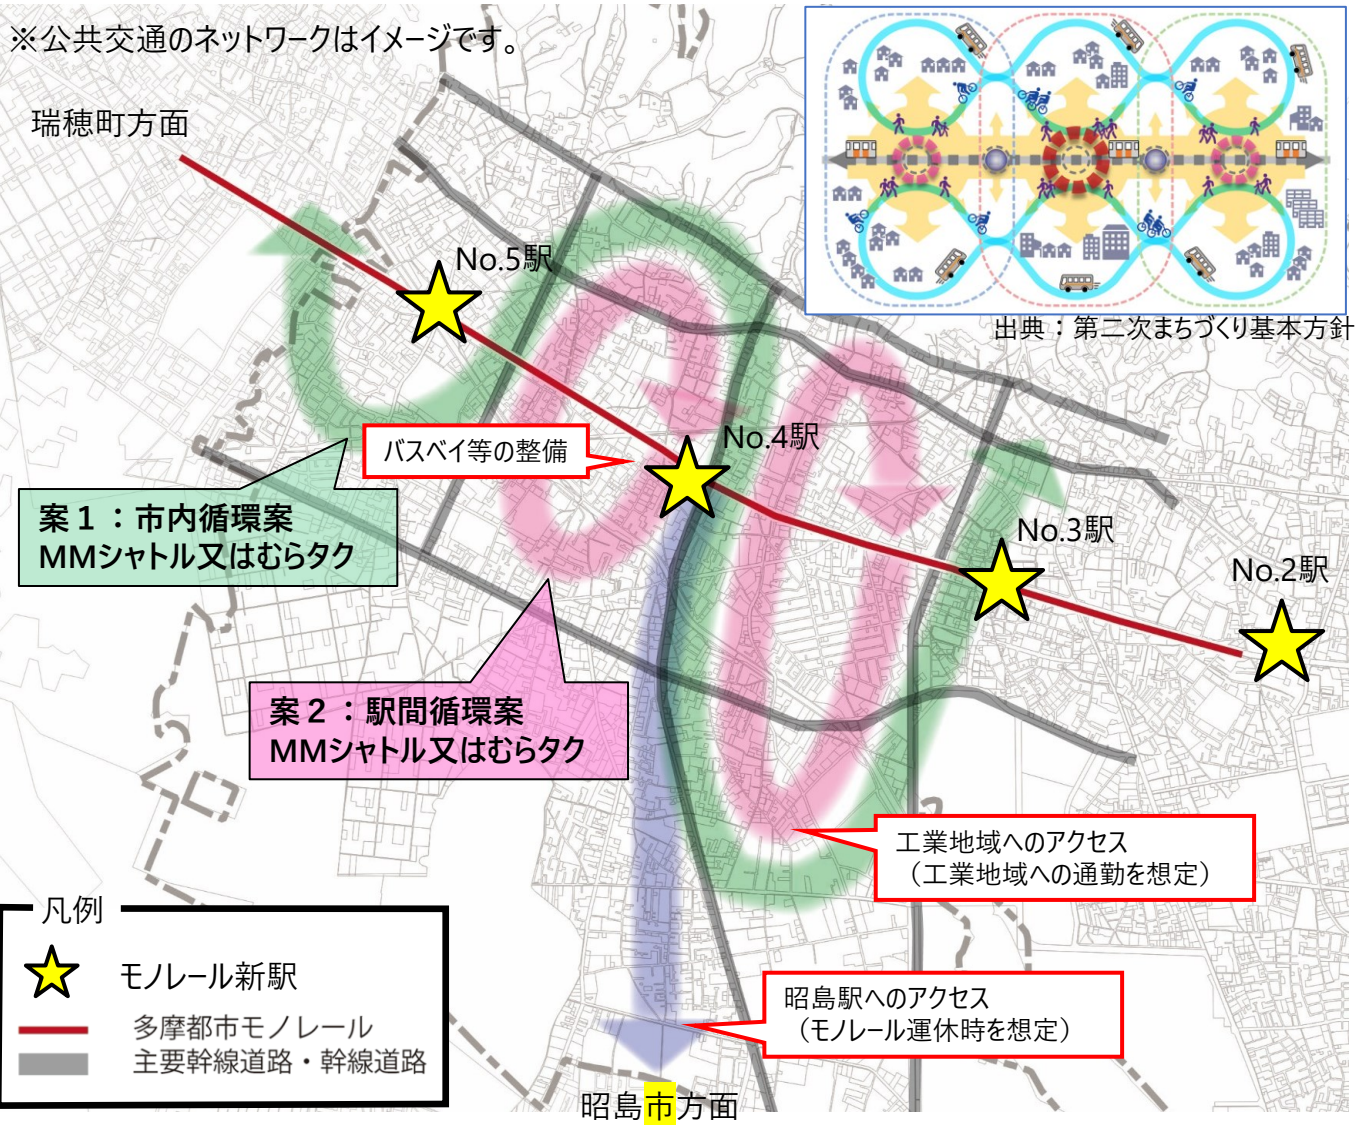 ※公共交通のネットワークはイメージです。
瑞穂町方面
出典：第二次まちづくり基本方針
No.5駅
No.4駅
バスベイ等の整備
案１：市内循環案
MMシャトル又はむらタク
No.3駅
No.2駅
案２：駅間循環案
MMシャトル又はむらタク
工業地域へのアクセス
（工業地域への通勤を想定）
昭島駅へのアクセス
（モノレール運休時を想定）
昭島市方面
凡例
モノレール新駅
多摩都市モノレール
主要幹線道路・幹線道路